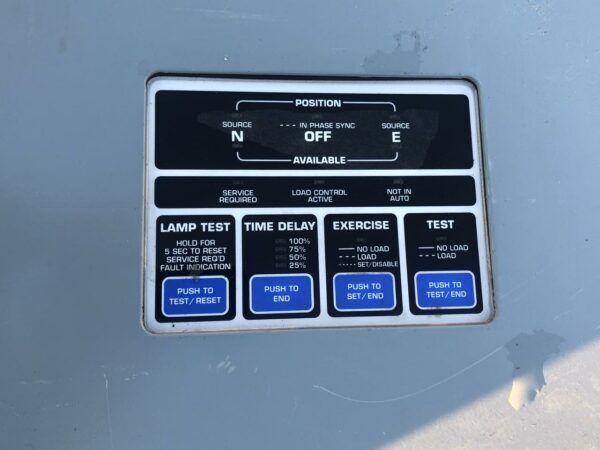 POSITION
SOURCE --- IN PHASE SYNC SOURCE
N OFF E
AVAILABLE
SERVICE REQUIRED
LOAD CONTROL ACTIVE
NOT IN AUTO
LAMP TEST
HOLD FOR
5 SEC TO RESET
SERVICE REQ'D
FAULT INDICATION
PUSH TO
TEST/RESET
TIME DELAY
100%
75%
50%
25%
PUSH TO
END
EXERCISE
NO LOAD
--- LOAD
..... SET/DISABLE
PUSH TO
SET/END
TEST
NO LOAD
--- LOAD
PUSH TO
TEST/END